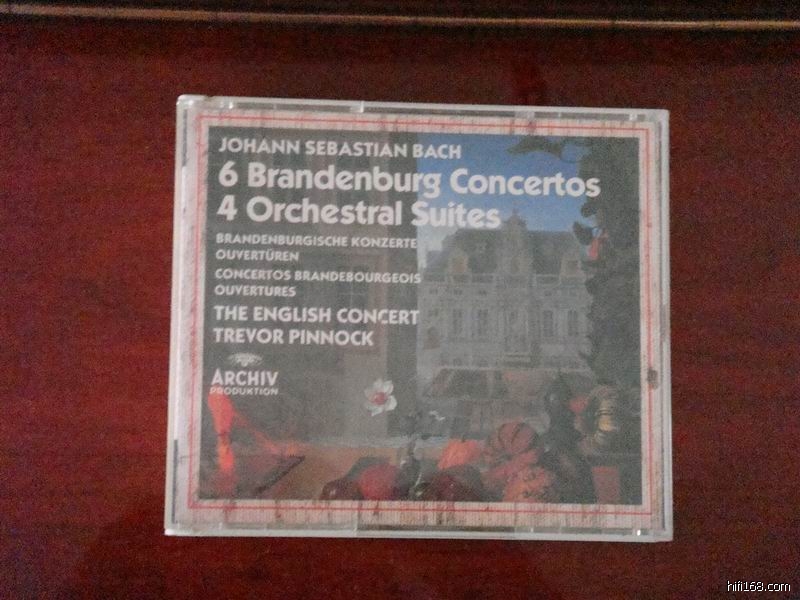 JOHANN SEBASTIAN BACH
6 Brandenburg Concertos
4 Orchestral Suites
BRANDENBURGISCHE KONZERTE
OUVERTÜREN
CONCERTOS BRANDEBOURGEOIS
OUVERTURES
THE ENGLISH CONCERT
TREVOR PINNOCK
ARCHIV
PRODUKTION
hifi168.com